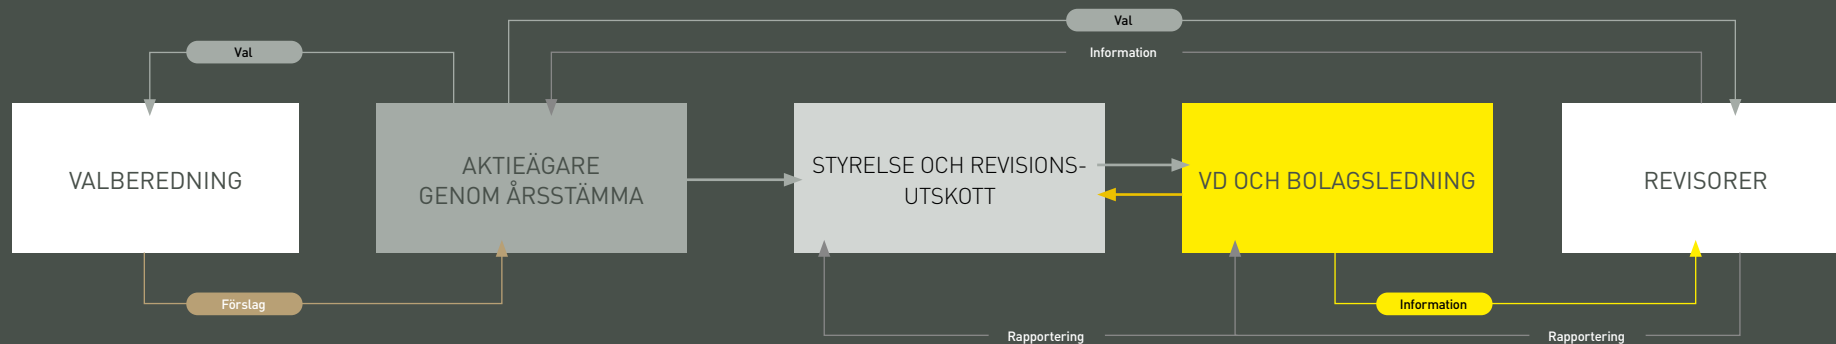 Val
Val
Information
VALBEREDNING
AKTIEÄGARE
GENOM ÅRSSTÄMMA
STYRELSE OCH REVISIONS-
UTSKOTT
VD OCH BOLAGSLEDNING
REVISORER
Förslag
Information
Rapportering
Rapportering